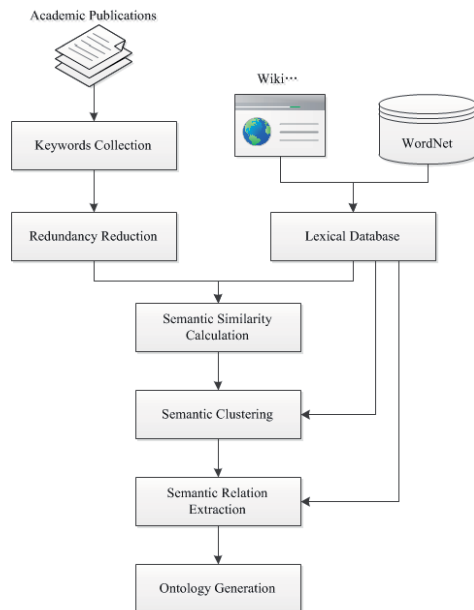 Academic Publications
Wiki…
Keywords Collection
WordNet
Redundancy Reduction
Lexical Database
Semantic Similarity
Calculation
Semantic Clustering
Semantic Relation
Extraction
Ontology Generation